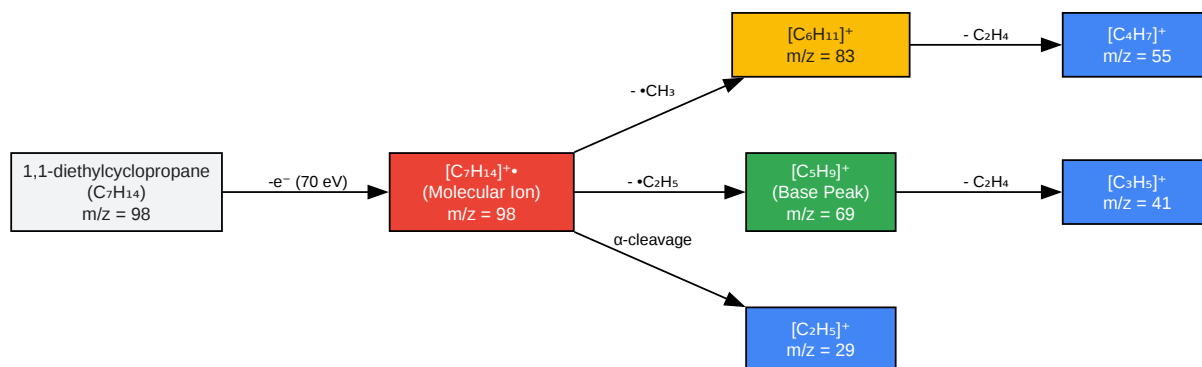 1,1-diethylcyclopropane
(C₇H₁₄)
m/z = 98
-e⁻ (70 eV)
[C₇H₁₄]⁺•
(Molecular Ion)
m/z = 98
- •CH₃
[C₆H₁₁]⁺
m/z = 83
- C₂H₄
[C₄H₇]⁺
m/z = 55
- •C₂H₅
[C₅H₉]⁺
(Base Peak)
m/z = 69
- C₂H₄
[C₃H₅]⁺
m/z = 41
α-cleavage
[C₂H₅]⁺
m/z = 29